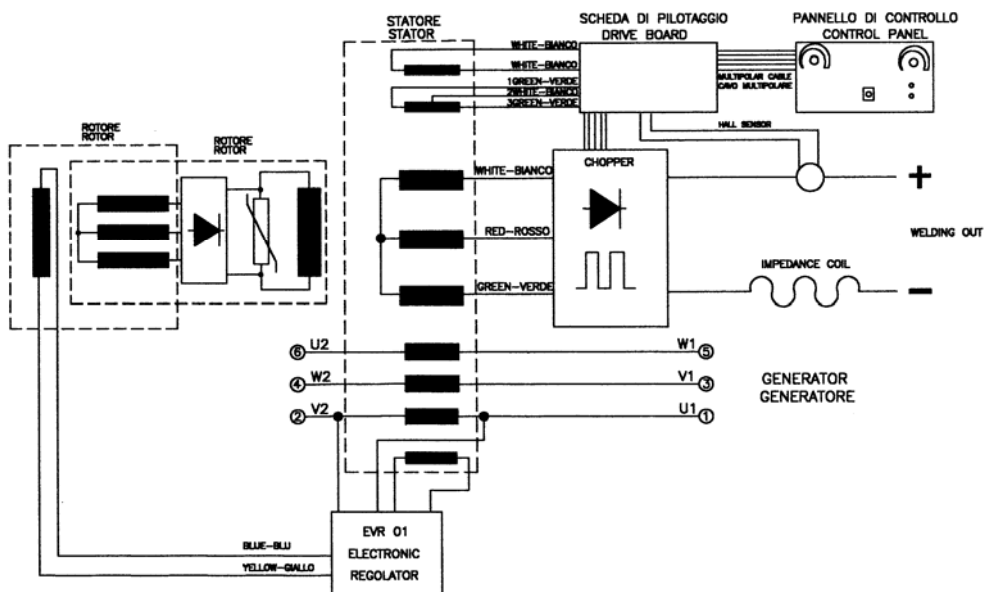 STATORE
STATOR
SCHEDA DI PILOTAGGIO
DRIVE BOARD
PANNELLO DI CONTROLLO
CONTROL PANEL
WHITE-BIANCO
WHITE-BIANCO
1GREEN-VERDE
2WHITE-BIANCO
3GREEN-VERDE
MULTIPOLAR CABLE
CAVO MULTIPOLARE
HALL SENSOR
ROTORE
ROTOR
ROTORE
ROTOR
CHOPPER
WHITE-BIANCO
+
RED-ROSSO
WELDING OUT
IMPEDANCE COIL
GREEN-VERDE
-
6 U2
W1 5
4 W2
V1 3
GENERATOR
GENERATORE
2 V2
U1 1
EVR 01
ELECTRONIC
REGOLATOR
BLUE-BLU
YELLOW-GIALLO